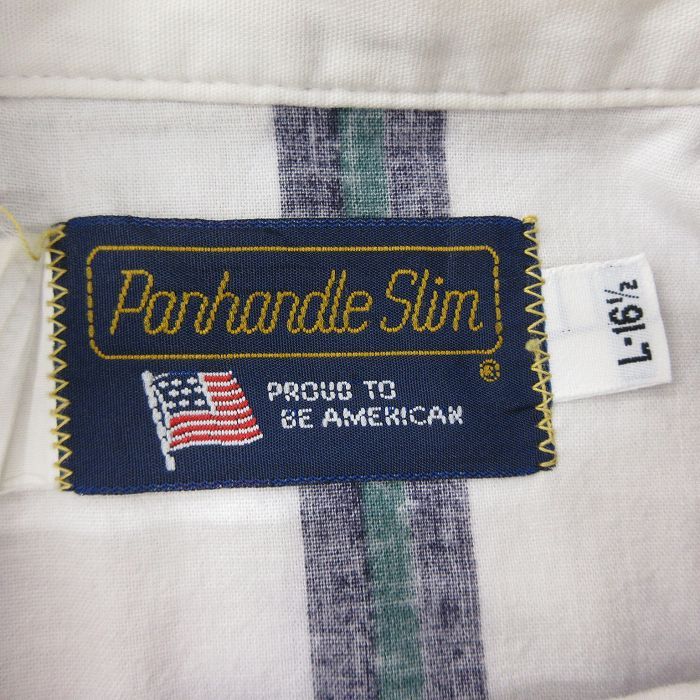 Panhandle Slim
®
PROUD TO
BE AMERICAN
L-16½